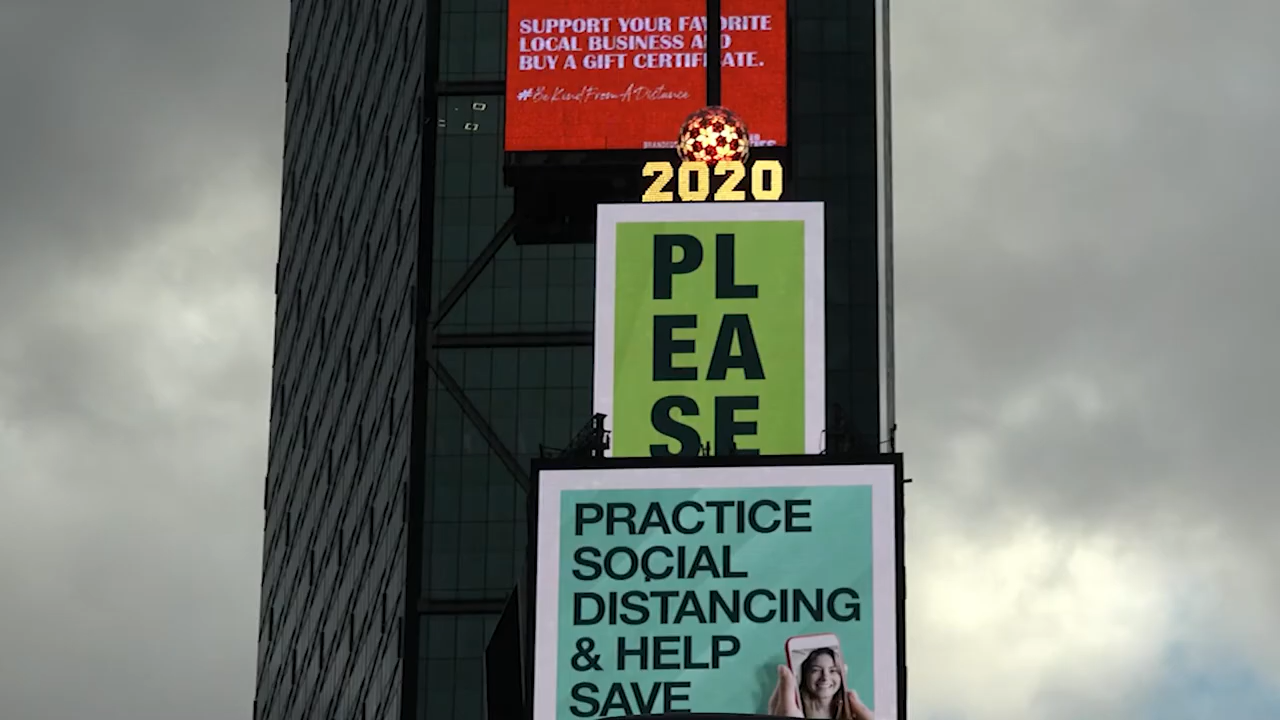 SUPPORT YOUR FAVORITE
LOCAL BUSINESS AND
BUY A GIFT CERTIFICATE.
#BeKindFromADistance
2020
PL
EA
SE
PRACTICE
SOCIAL
DISTANCING
& HELP
SAVE